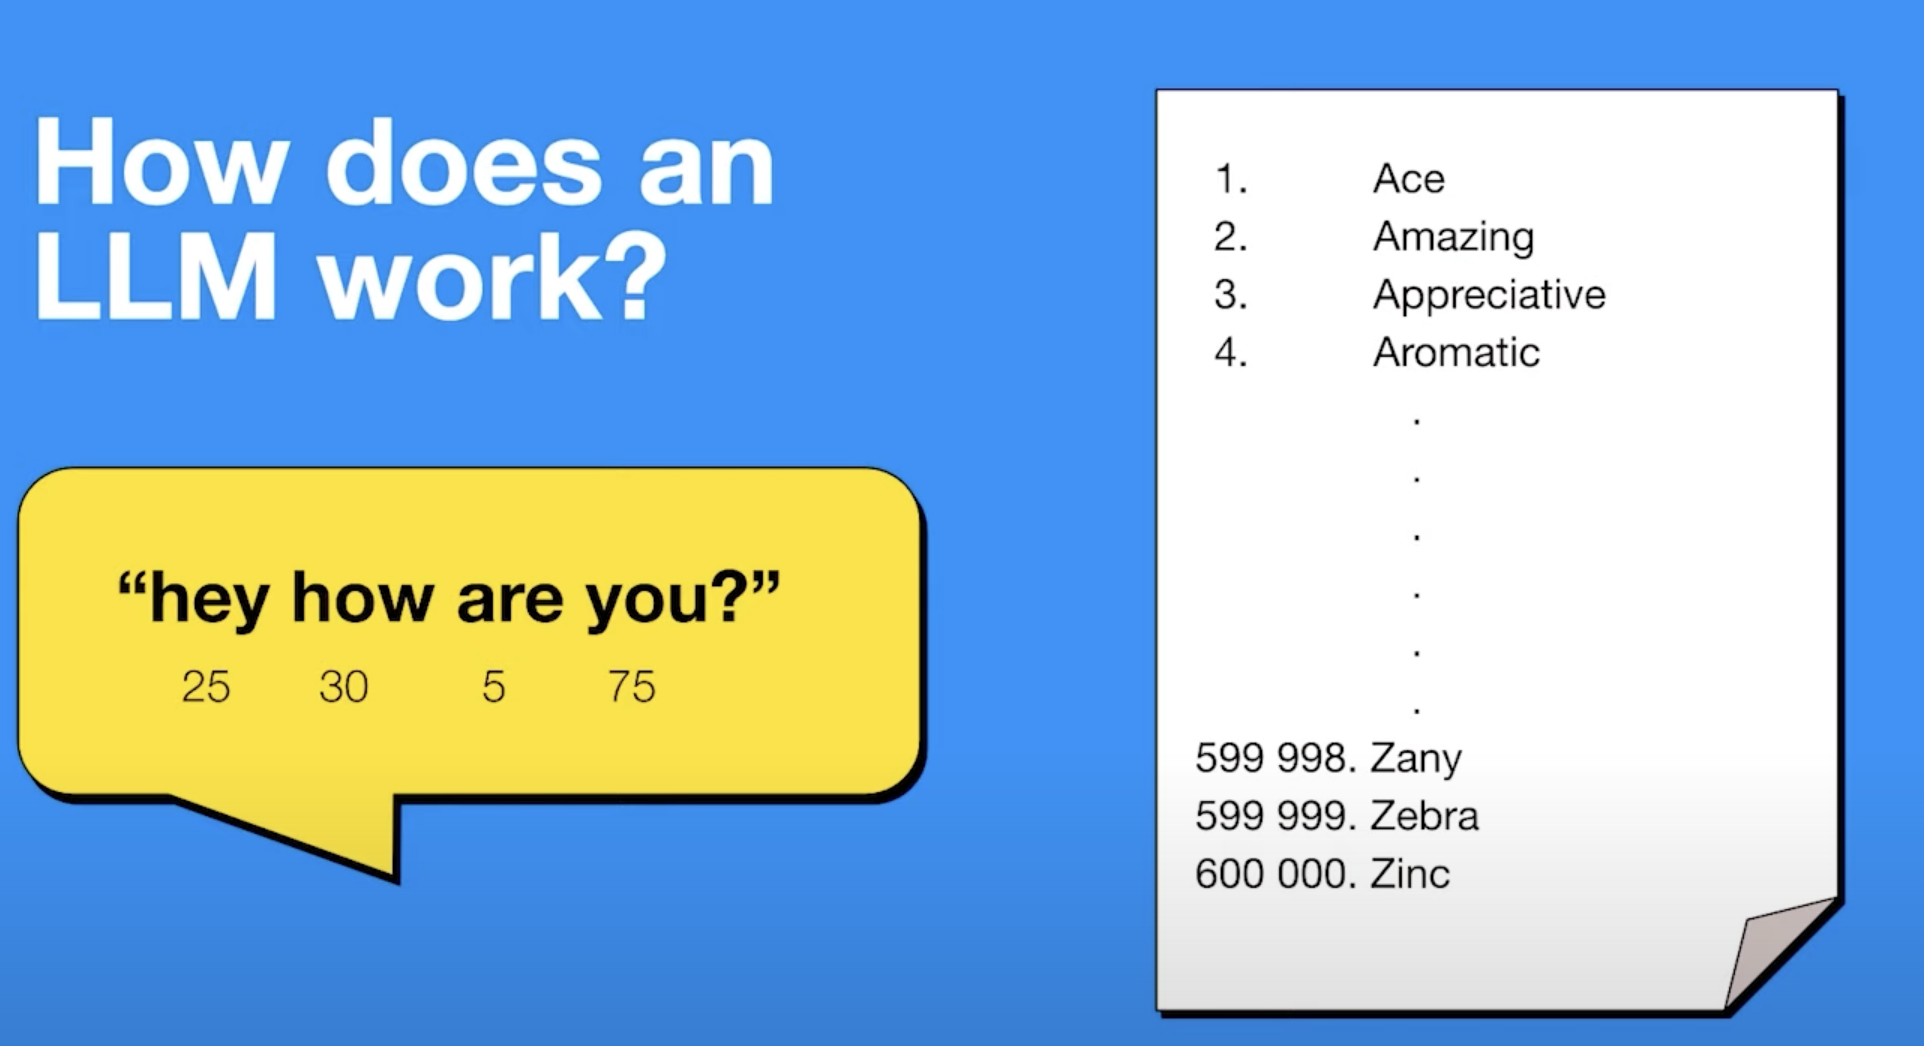 How does an
LLM work?
“hey how are you?”
25 30 5 75
1. Ace
2. Amazing
3. Appreciative
4. Aromatic
.
.
.
.
.
.
599 998. Zany
599 999. Zebra
600 000. Zinc